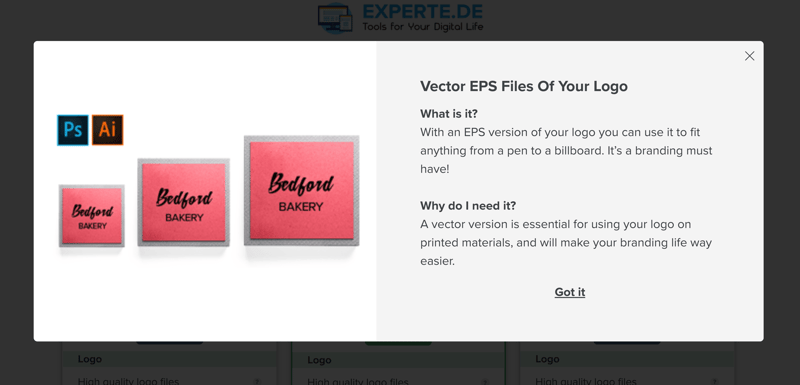 EXPERTE.DE
Tools for Your Digital Life
Ps Ai
Bedford
BAKERY
Bedford
BAKERY
Bedford
BAKERY
Vector EPS Files Of Your Logo
What is it?
With an EPS version of your logo you can use it to fit
anything from a pen to a billboard. It's a branding must
have!
Why do I need it?
A vector version is essential for using your logo on
printed materials, and will make your branding life way
easier.
Got it
Logo
Logo
Logo
High quality logo files
High quality logo files
High quality logo files